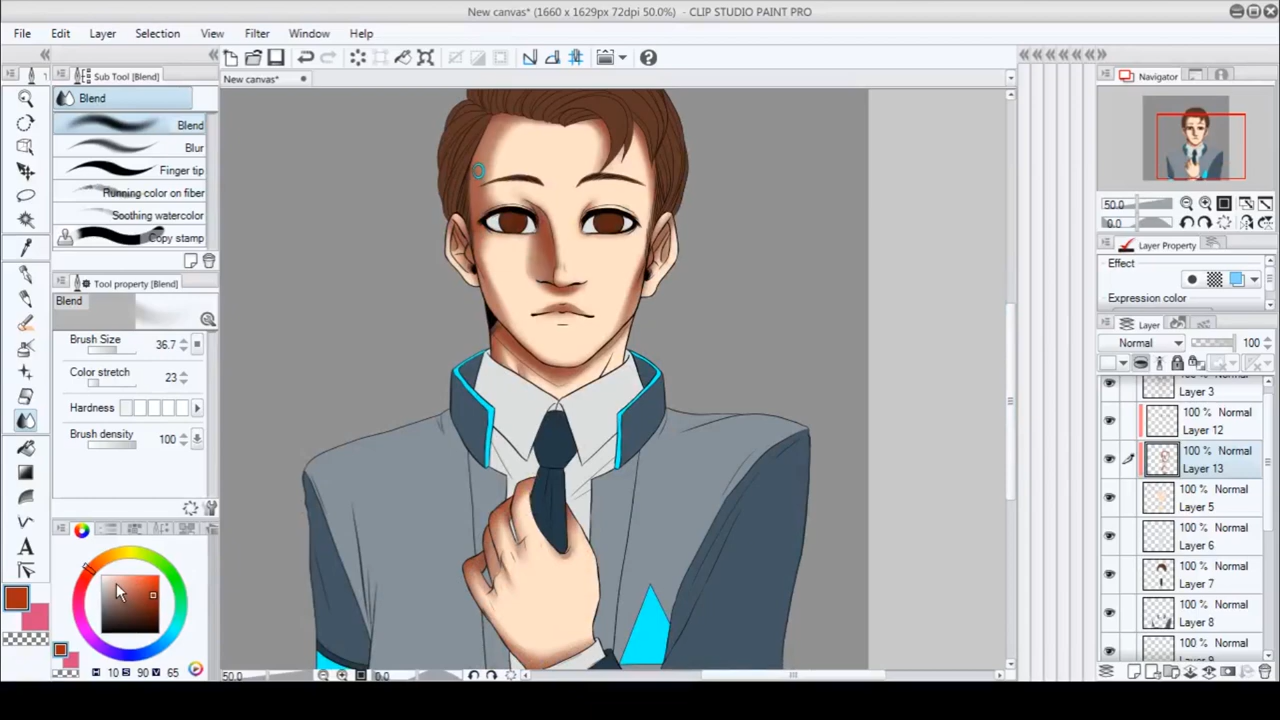 New canvas* (1660 x 1629px 72dpi 50.0%) - CLIP STUDIO PAINT PRO
File Edit Layer Selection View Filter Window Help
Sub Tool [Blend]
New canvas*
Navigator
Blend
Blend
Blur
Finger tip
Running color on fiber
Soothing watercolor
Copy stamp
50.0
0.0
Layer Property
Effect
Expression color
Tool property [Blend]
Blend
Brush Size 36.7
Color stretch 23
Hardness
Brush density 100
Layer
Normal 100
Layer 3
100 % Normal
Layer 12
100 % Normal
Layer 13
100 % Normal
Layer 5
100 % Normal
Layer 6
100 % Normal
Layer 7
100 % Normal
Layer 8
100 % Normal
A
H 10 S 90 V 65
50.0 0.0